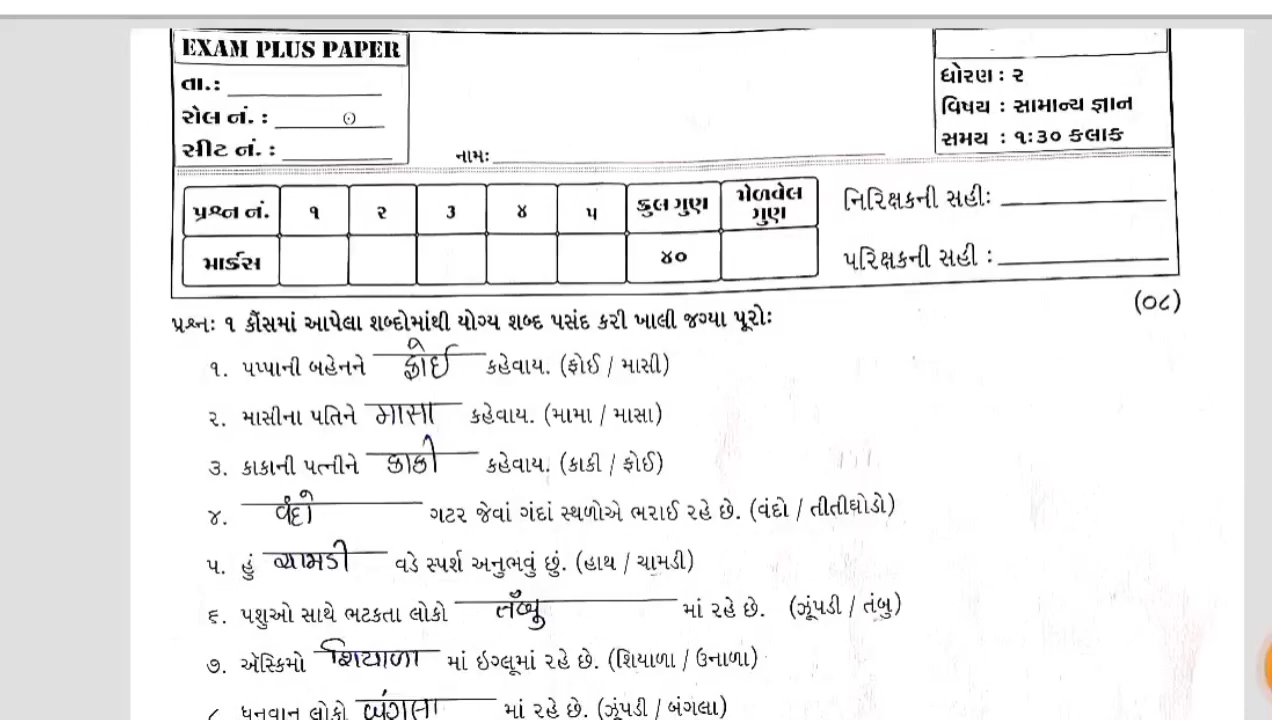 EXAM PLUS PAPER
તા.:
રોલ નં. :
સીટ નં. :
નામઃ
ધોરણ : ૨
વિષય : સામાન્ય જ્ઞાન
સમય : ૧:૩૦ કલાક
પ્રશ્ન નં. ૧ ૨ ૩ ૪ ૫ કુલ ગુણ મેળવેલ ગુણ
માર્ક્સ ૪૦
નિરિક્ષકની સહીઃ
પરિક્ષકની સહી :
પ્રશ્નઃ ૧ કૌંસમાં આપેલા શબ્દોમાંથી યોગ્ય શબ્દ પસંદ કરી ખાલી જગ્યા પૂરોઃ (૦૮)
૧. પપ્પાની બહેનને ફોઈ કહેવાય. (ફોઈ / માસી)
૨. માસીના પતિને માસા કહેવાય. (મામા / માસા)
૩. કાકાની પત્નીને કાકી કહેવાય. (કાકી / ફોઈ)
૪. વંદો ગટર જેવાં ગંદાં સ્થળોએ ભરાઈ રહે છે. (વંદો / તીતીઘોડો)
૫. હું ચામડી વડે સ્પર્શ અનુભવું છું. (હાથ / ચામડી)
૬. પશુઓ સાથે ભટકતા લોકો તંબુ માં રહે છે. (ઝૂંપડી / તંબુ)
૭. ઍસ્કિમો શિયાળા માં ઇગ્લૂમાં રહે છે. (શિયાળા / ઉનાળા)
૮ ધનવાન લોકો બંગલા માં રહે છે. (ઝૂંપડી / બંગલા)